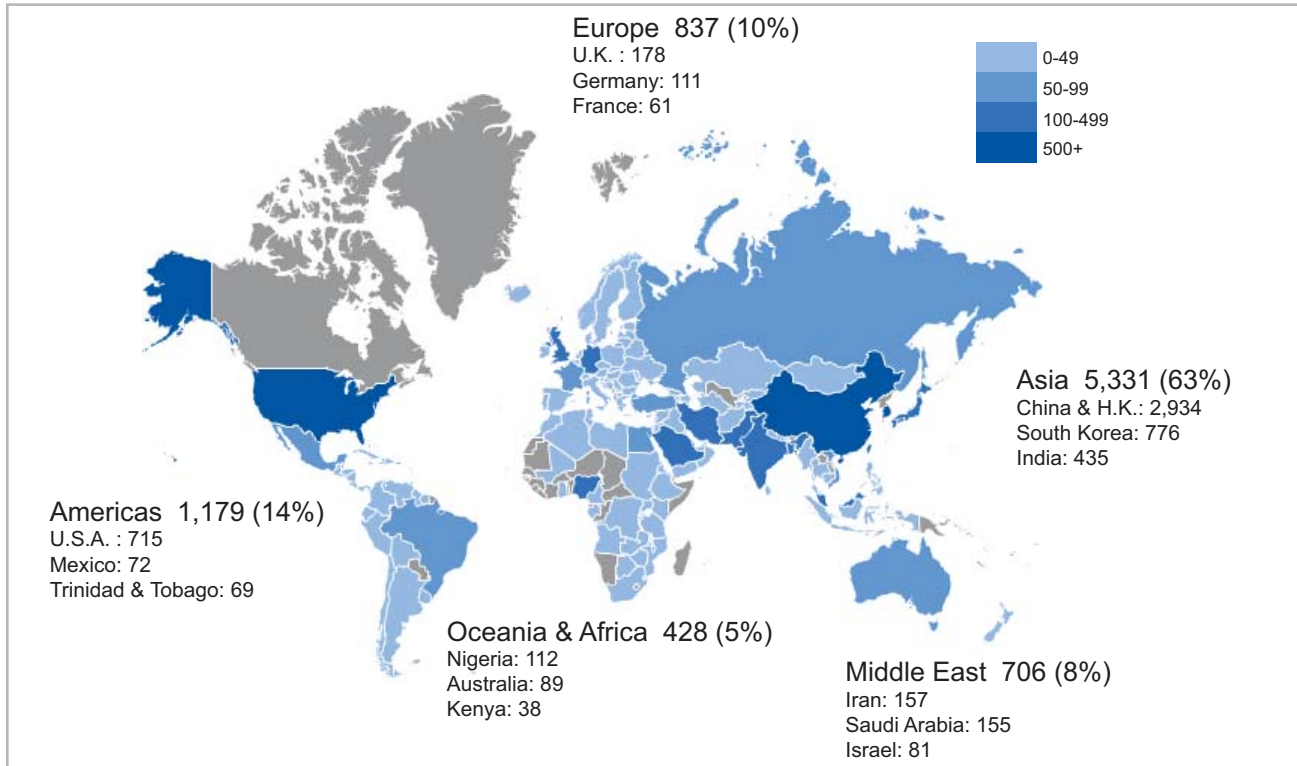 Europe 837 (10%)
U.K. : 178
Germany: 111
France: 61
0-49
50-99
100-499
500+
Asia 5,331 (63%)
China & H.K.: 2,934
South Korea: 776
India: 435
Americas 1,179 (14%)
U.S.A. : 715
Mexico: 72
Trinidad & Tobago: 69
Oceania & Africa 428 (5%)
Nigeria: 112
Australia: 89
Kenya: 38
Middle East 706 (8%)
Iran: 157
Saudi Arabia: 155
Israel: 81